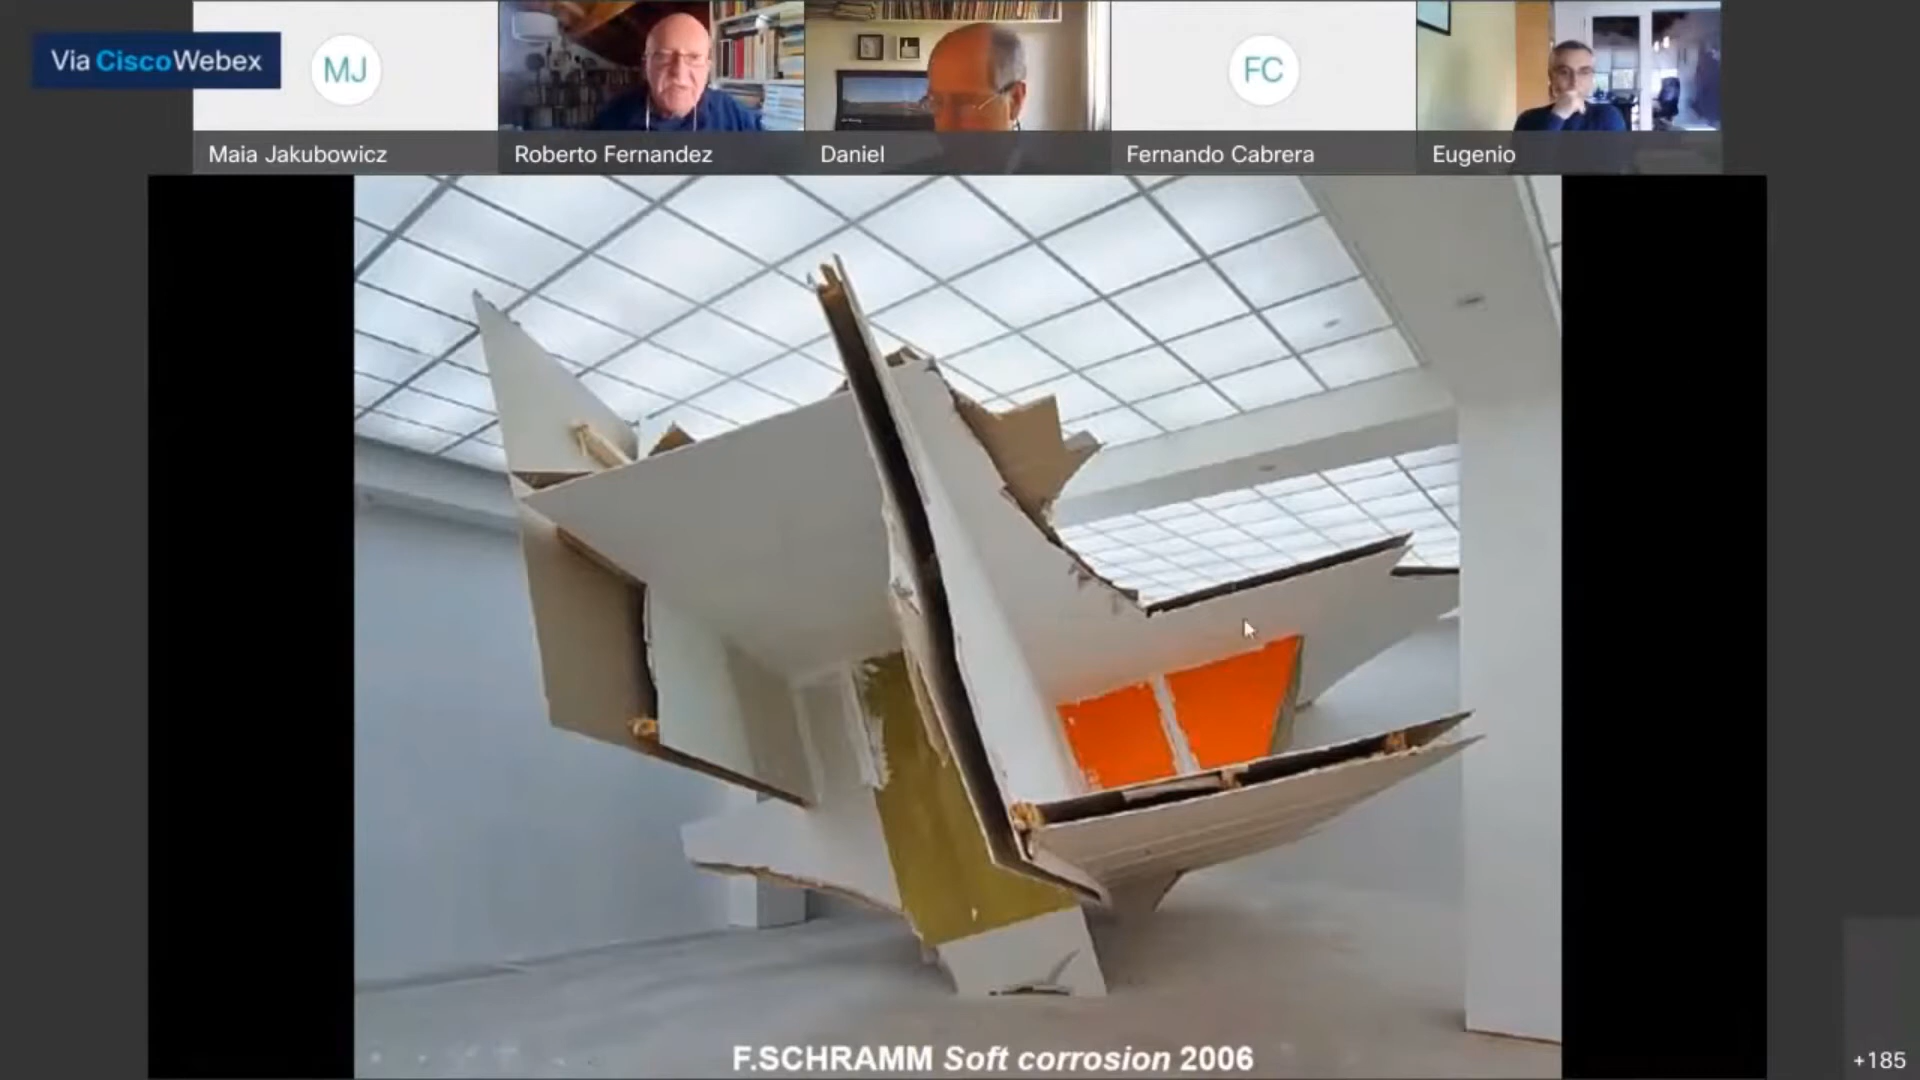 Via CiscoWebex
MJ
FC
Maia Jakubowicz
Roberto Fernandez
Daniel
Fernando Cabrera
Eugenio
F.SCHRAMM Soft corrosion 2006
+185